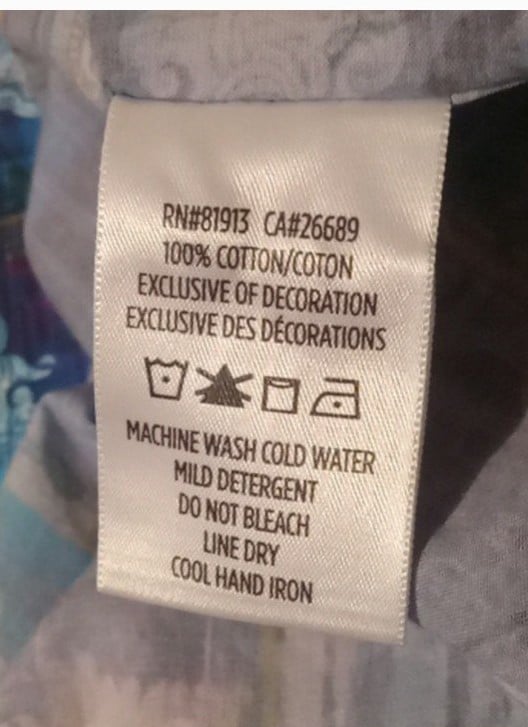 RN#81913 CA#26689
100% COTTON/COTON
EXCLUSIVE OF DECORATION
EXCLUSIVE DES DÉCORATIONS
MACHINE WASH COLD WATER
MILD DETERGENT
DO NOT BLEACH
LINE DRY
COOL HAND IRON